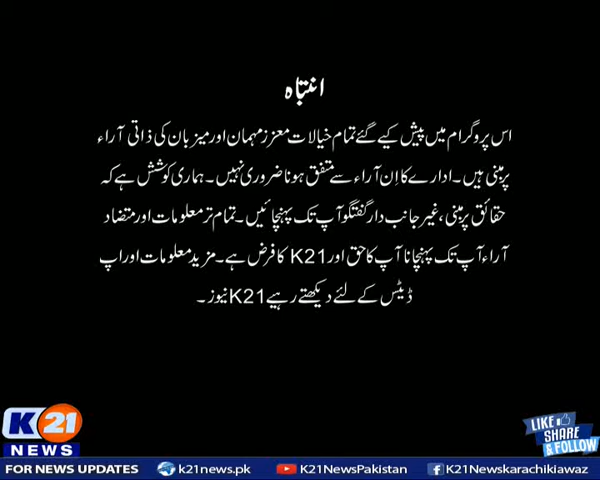 انتباہ
اس پروگرام میں پیش کیے گئے تمام خیالات معزز مہمان اور میزبان کی ذاتی آراء
پر مبنی ہیں۔ ادارے کا اِن آراء سے متفق ہونا ضروری نہیں۔ ہماری کوشش ہے کہ
حقائق پر مبنی، غیر جانب دار گفتگو آپ تک پہنچائیں۔ تمام تر معلومات اور متضاد
آراء آپ تک پہنچانا آپ کا حق اور K21 کا فرض ہے۔ مزید معلومات اور اپ
ڈیٹس کے لئے دیکھتے رہیے K21 نیوز۔
K21
NEWS
LIKE
SHARE
& FOLLOW
FOR NEWS UPDATES k21news.pk K21NewsPakistan K21Newskarachikiawaz